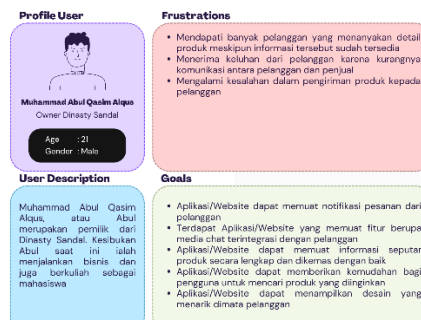 Profile User
Muhammad Abul Qasim Alqus
Owner Dinasty Sandal
Age : 21
Gender : Male
Frustrations
• Mendapati banyak pelanggan yang menanyakan detail
produk meskipun informasi tersebut sudah tersedia
• Menerima keluhan dari pelanggan karena kurangnya
komunikasi antara pelanggan dan penjual
• Mengalami kesalahan dalam pengiriman produk kepada
pelanggan
User Description
Muhammad Abul Qasim
Alqus, atau Abul
merupakan pemilik dari
Dinasty Sandal. Kesibukan
Abul saat ini ialah
menjalankan bisnis dan
juga berkuliah sebagai
mahasiswa
Goals
• Aplikasi/Website dapat memuat notifikasi pesanan dari
pelanggan
• Terdapat Aplikasi/Website yang memuat fitur berupa
media chat terintegrasi dengan pelanggan
• Aplikasi/Website dapat memuat informasi seputar
produk secara lengkap dan dikemas dengan baik
• Aplikasi/Website dapat memberikan kemudahan bagi
pengguna untuk mencari produk yang diinginkan
• Aplikasi/Website dapat menampilkan desain yang
menarik dimata pelanggan